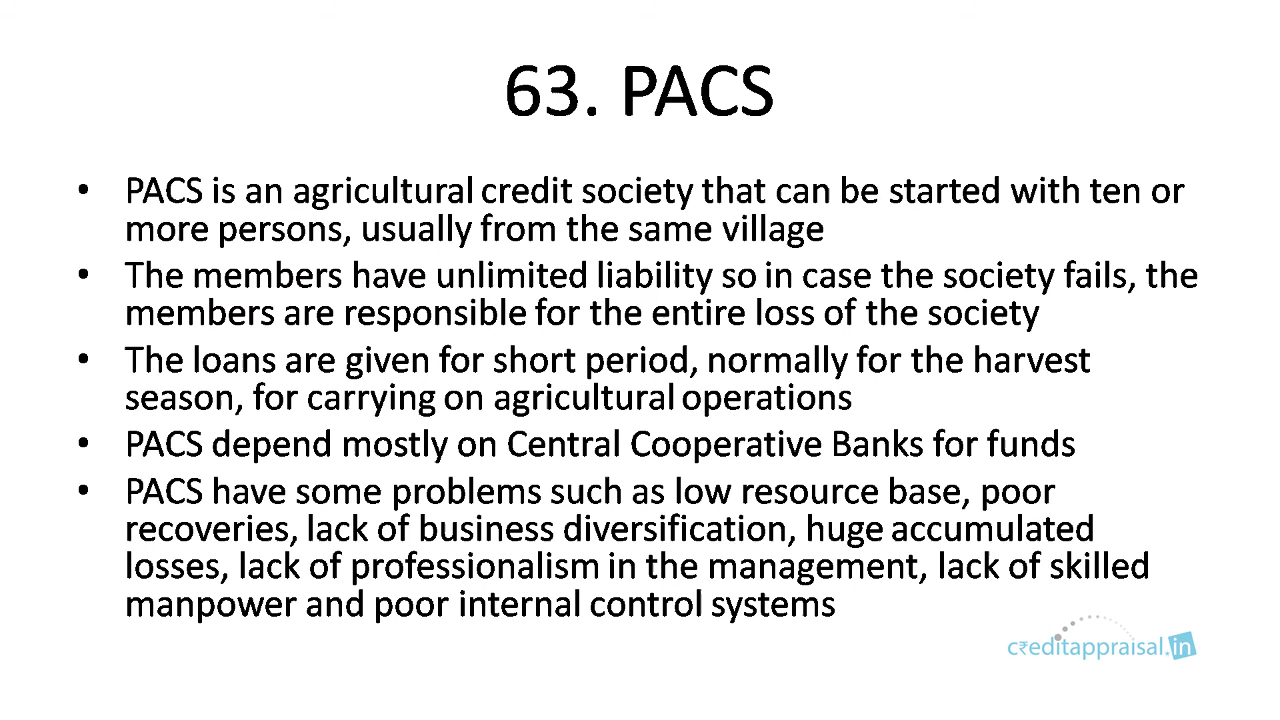 63. PACS
• PACS is an agricultural credit society that can be started with ten or
more persons, usually from the same village
• The members have unlimited liability so in case the society fails, the
members are responsible for the entire loss of the society
• The loans are given for short period, normally for the harvest
season, for carrying on agricultural operations
• PACS depend mostly on Central Cooperative Banks for funds
• PACS have some problems such as low resource base, poor
recoveries, lack of business diversification, huge accumulated
losses, lack of professionalism in the management, lack of skilled
manpower and poor internal control systems
c₹editappraisal.in